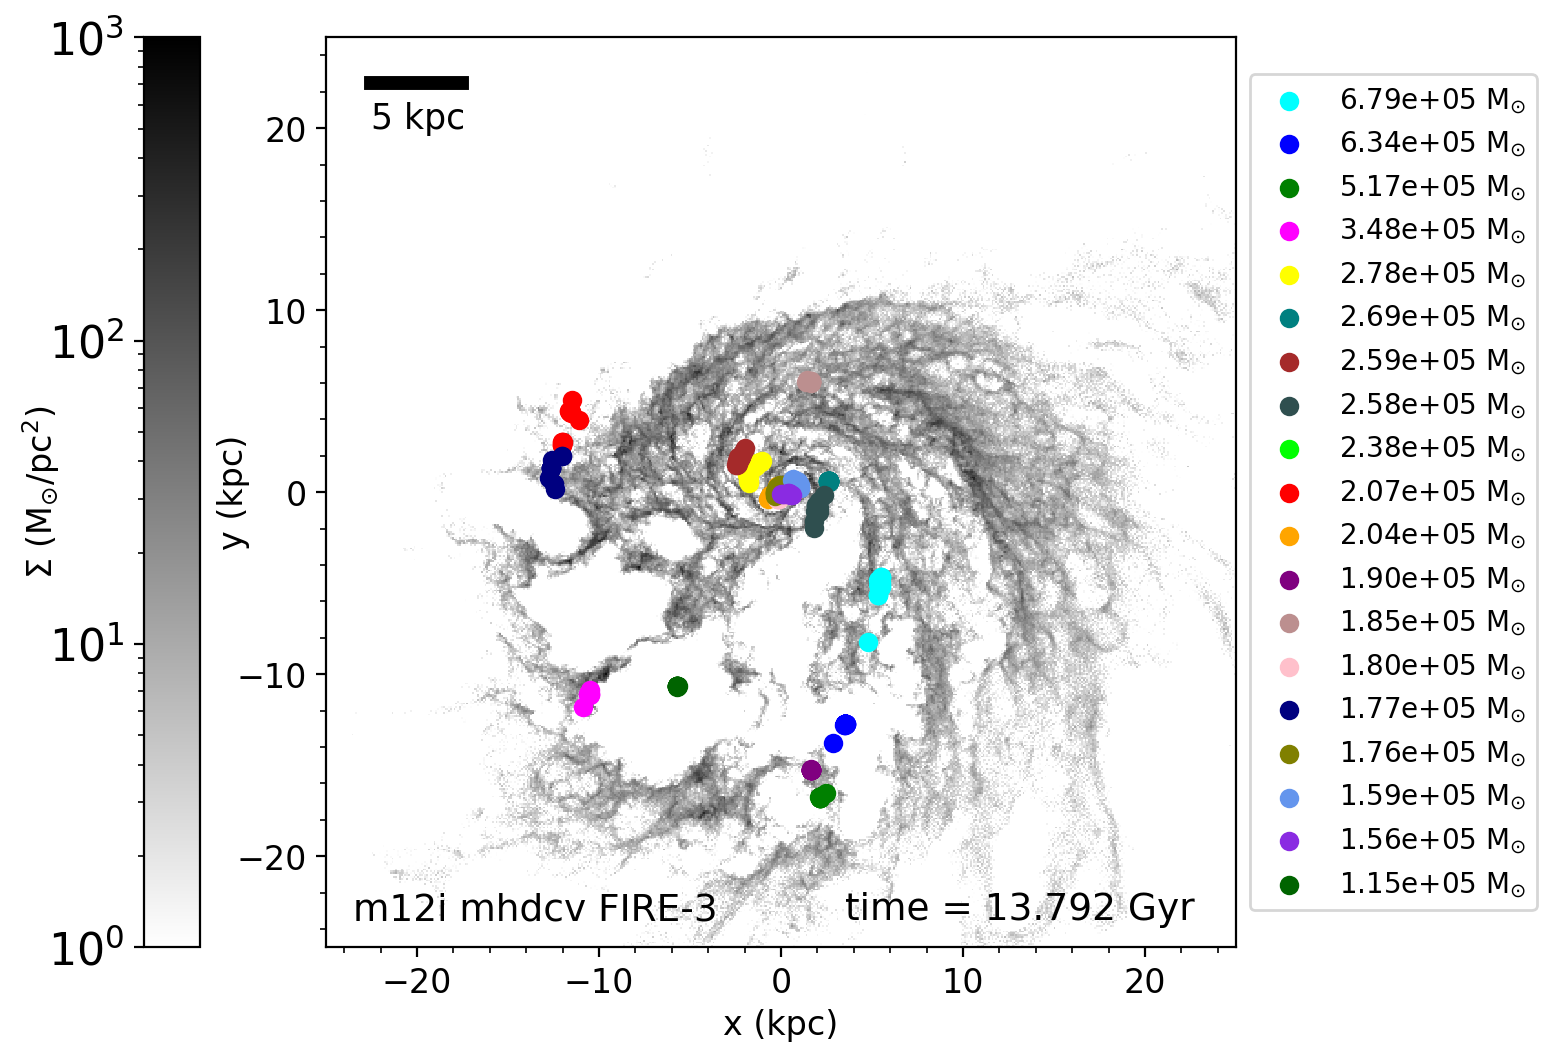 10³
10²
10¹
10⁰
Σ (M⊙/pc²)
y (kpc)
20
10
0
−10
−20
5 kpc
m12i mhdcv FIRE-3
time = 13.792 Gyr
−20
−10
0
10
20
x (kpc)
6.79e+05 M⊙
6.34e+05 M⊙
5.17e+05 M⊙
3.48e+05 M⊙
2.78e+05 M⊙
2.69e+05 M⊙
2.59e+05 M⊙
2.58e+05 M⊙
2.38e+05 M⊙
2.07e+05 M⊙
2.04e+05 M⊙
1.90e+05 M⊙
1.85e+05 M⊙
1.80e+05 M⊙
1.77e+05 M⊙
1.76e+05 M⊙
1.59e+05 M⊙
1.56e+05 M⊙
1.15e+05 M⊙